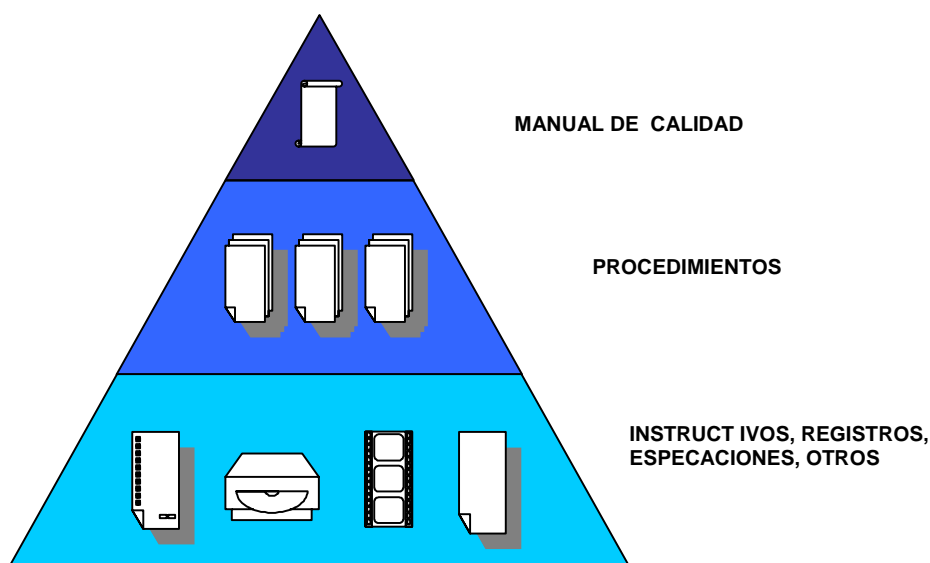 MANUAL DE CALIDAD
PROCEDIMIENTOS
INSTRUCT IVOS, REGISTROS,
ESPECACIONES, OTROS